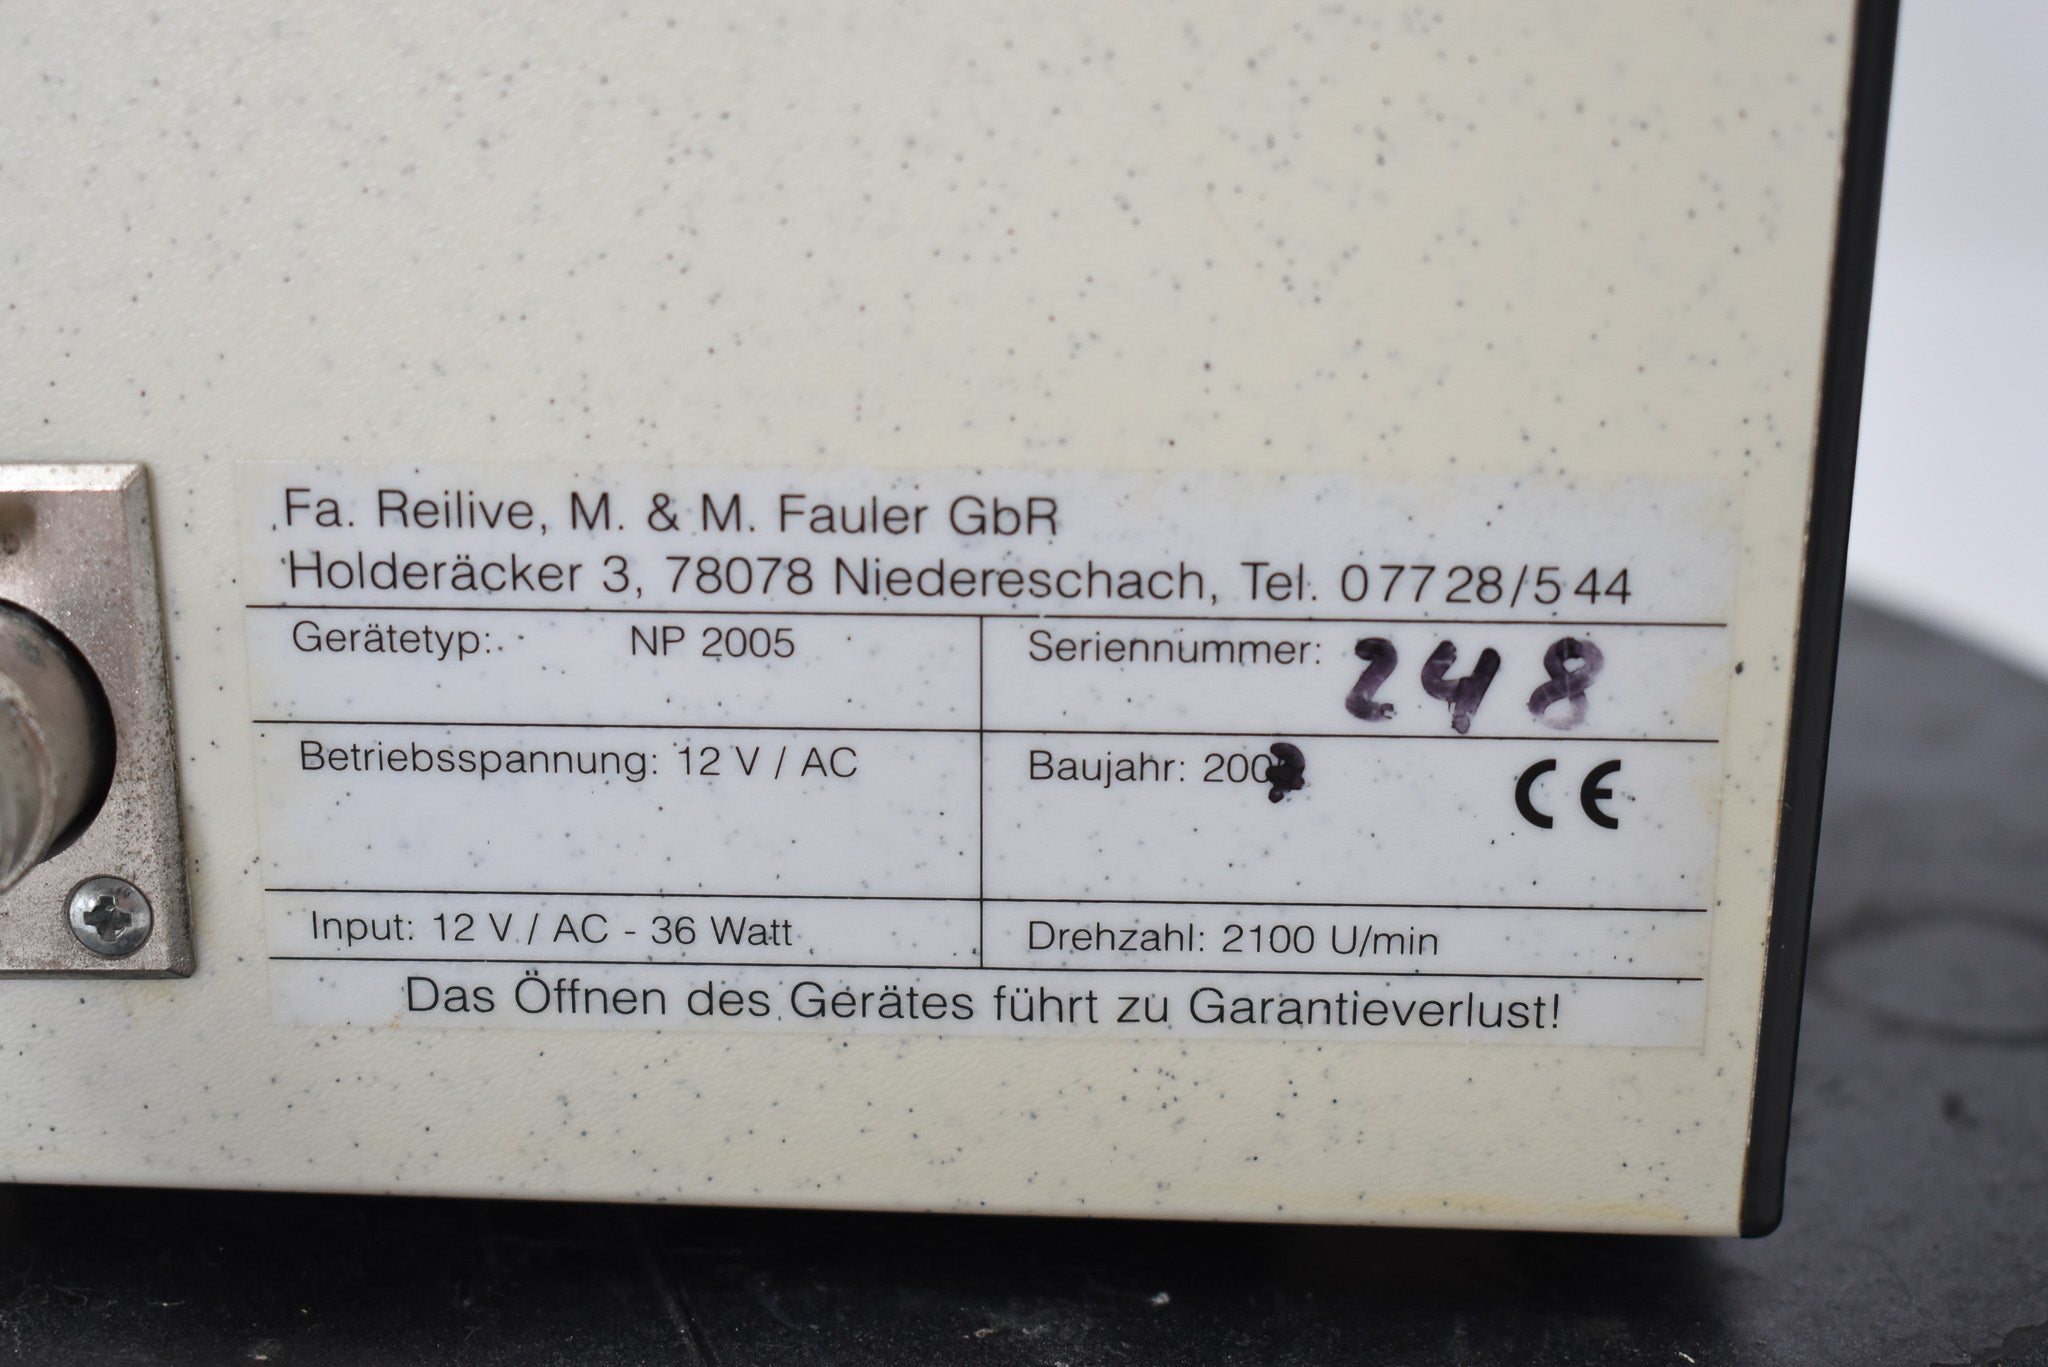 Fa. Reilive, M. & M. Fauler GbR
Holderäcker 3, 78078 Niedereschach, Tel. 07728/544
Gerätetyp: NP 2005
Seriennummer: 248
Betriebsspannung: 12 V / AC
Baujahr:
CE
Input: 12 V / AC - 36 Watt
Drehzahl: 2100 U/min
Das Öffnen des Gerätes führt zu Garantieverlust!